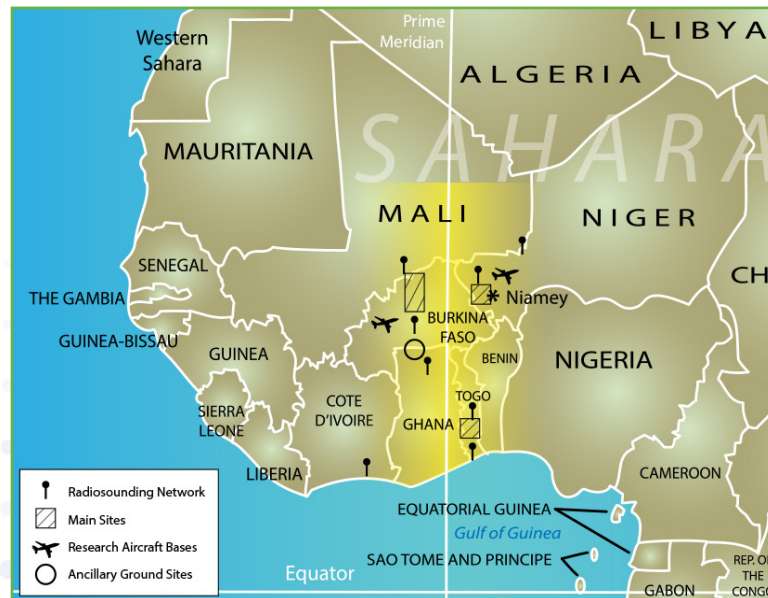 Prime
Meridian
LIBYA
Western
Sahara
ALGERIA
SAHARA
MAURITANIA
MALI
NIGER
SENEGAL
CH
THE GAMBIA
Niamey
BURKINA
FASO
GUINEA-BISSAU
GUINEA
BENIN
NIGERIA
TOGO
COTE
D'IVOIRE
SIERRA
LEONE
GHANA
LIBERIA
CAMEROON
Radiosounding Network
Main Sites
Research Aircraft Bases
Ancillary Ground Sites
EQUATORIAL GUINEA
Gulf of Guinea
SAO TOME AND PRINCIPE
Equator
REP. O
THE
CONGO
GABON